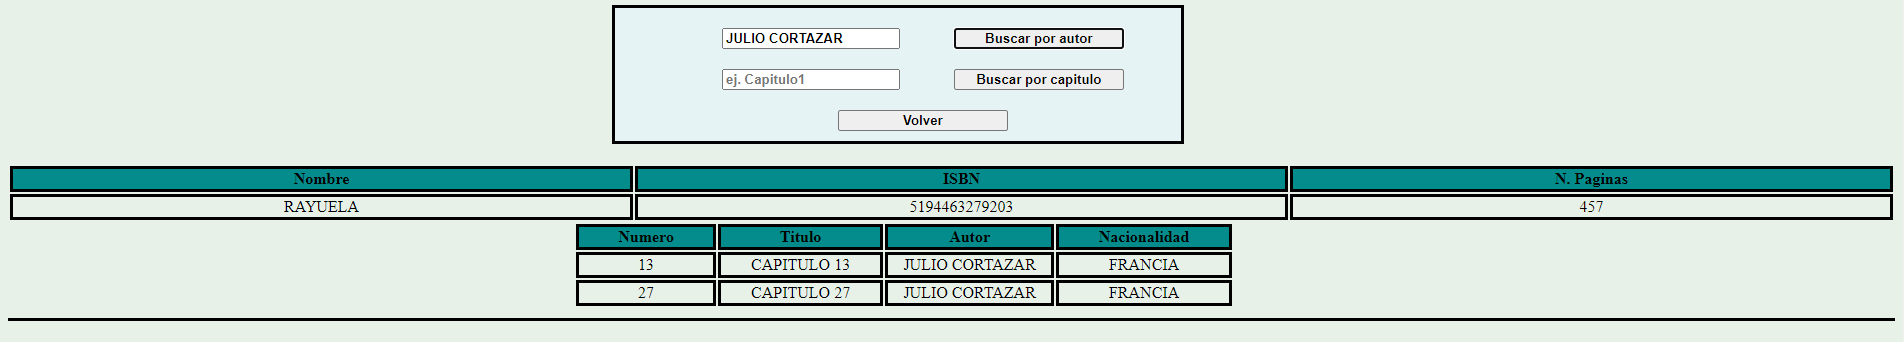 JULIO CORTAZAR Buscar por autor
ej. Capitulo1 Buscar por capitulo
Volver
Nombre ISBN N. Paginas
RAYUELA 5194463279203 457
Numero Titulo Autor Nacionalidad
13 CAPITULO 13 JULIO CORTAZAR FRANCIA
27 CAPITULO 27 JULIO CORTAZAR FRANCIA